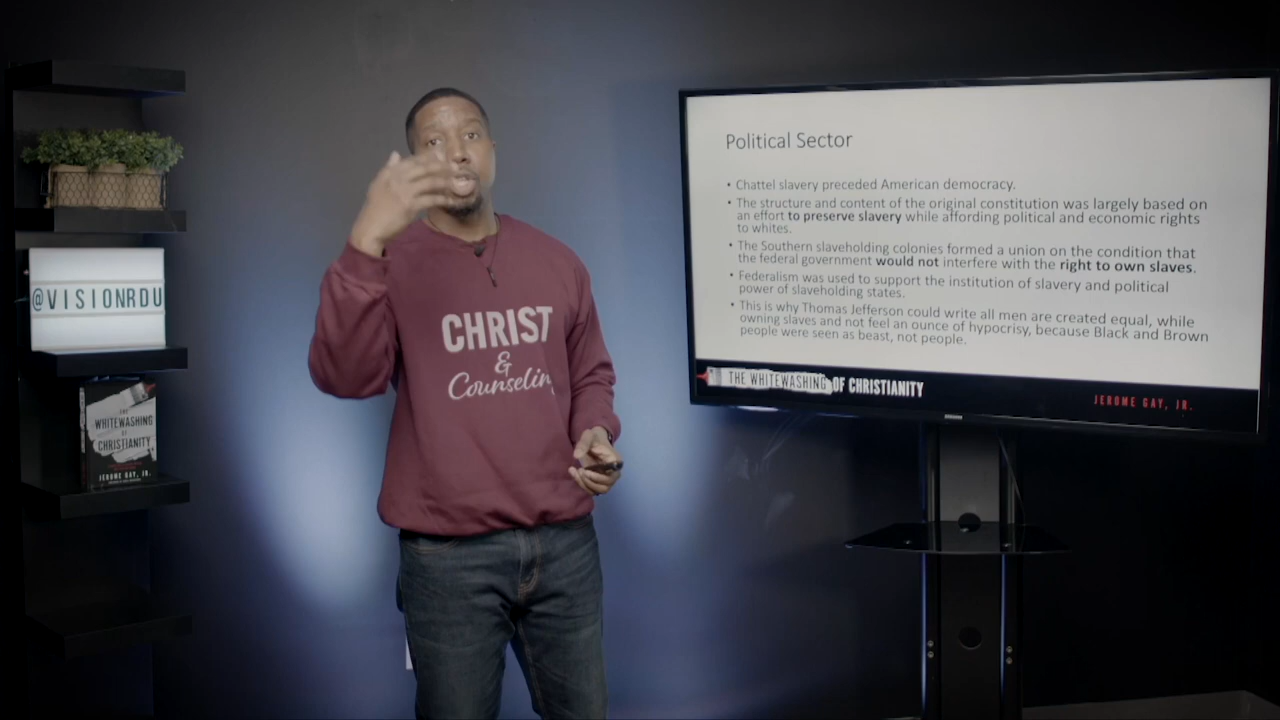 @VISIONRDU
THE
WHITEWASHING
OF
CHRISTIANITY
JEROME GAY, JR.
CHRIST
&
Counseling
Political Sector
• Chattel slavery preceded American democracy.
• The structure and content of the original constitution was largely based on
an effort to preserve slavery while affording political and economic rights
to whites.
• The Southern slaveholding colonies formed a union on the condition that
the federal government would not interfere with the right to own slaves.
• Federalism was used to support the institution of slavery and political
power of slaveholding states.
• This is why Thomas Jefferson could write all men are created equal, while
owning slaves and not feel an ounce of hypocrisy, because Black and Brown
people were seen as beast, not people.
THE WHITEWASHING OF CHRISTIANITY
JEROME GAY, JR.